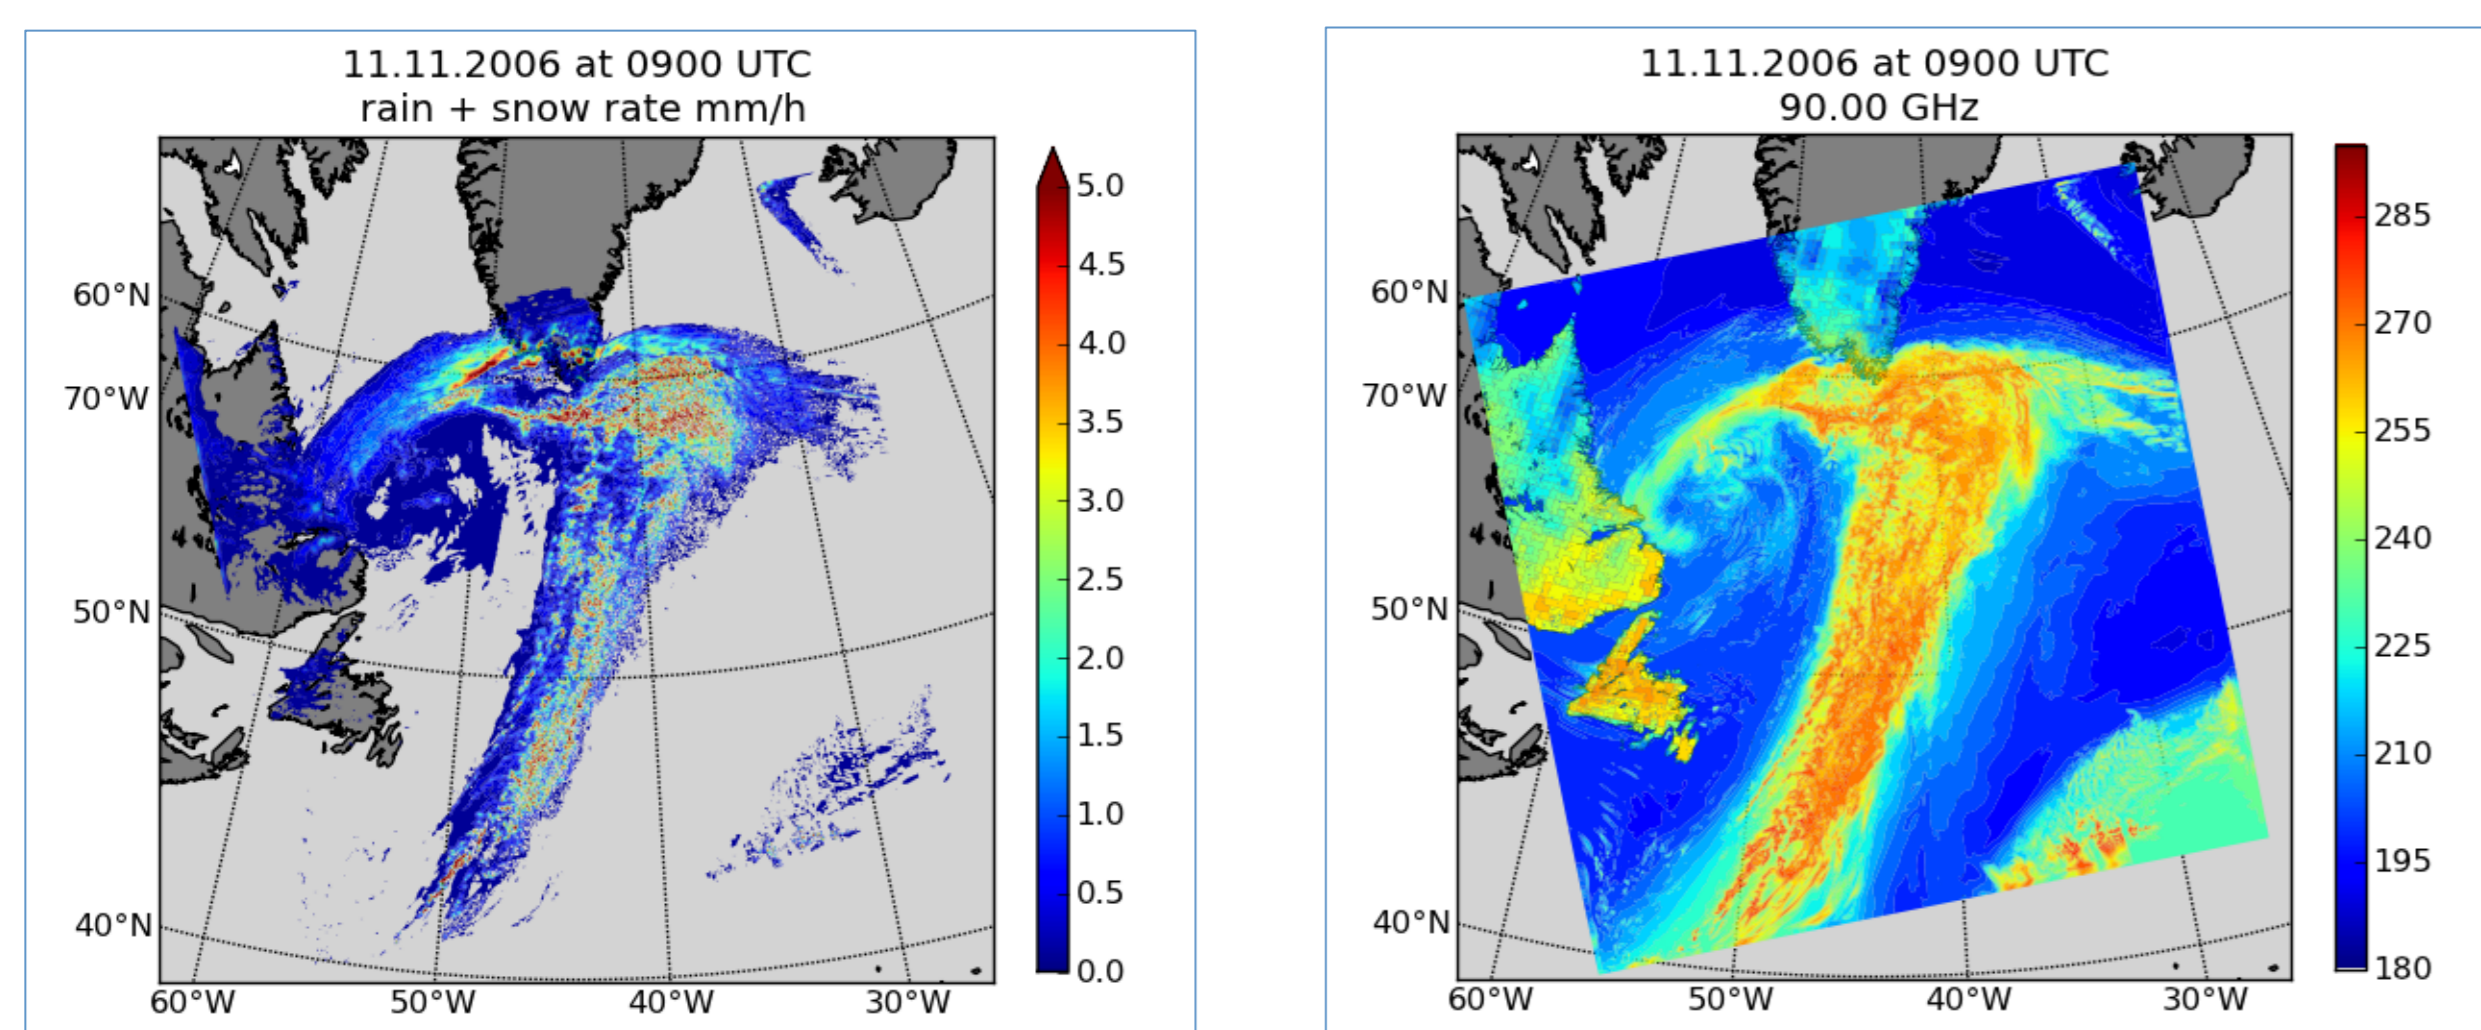 11.11.2006 at 0900 UTC
rain + snow rate mm/h
60°N
70°W
50°N
40°N
60°W 50°W 40°W 30°W
5.0
4.5
4.0
3.5
3.0
2.5
2.0
1.5
1.0
0.5
0.0
11.11.2006 at 0900 UTC
90.00 GHz
60°N
70°W
50°N
40°N
60°W 50°W 40°W 30°W
285
270
255
240
225
210
195
180